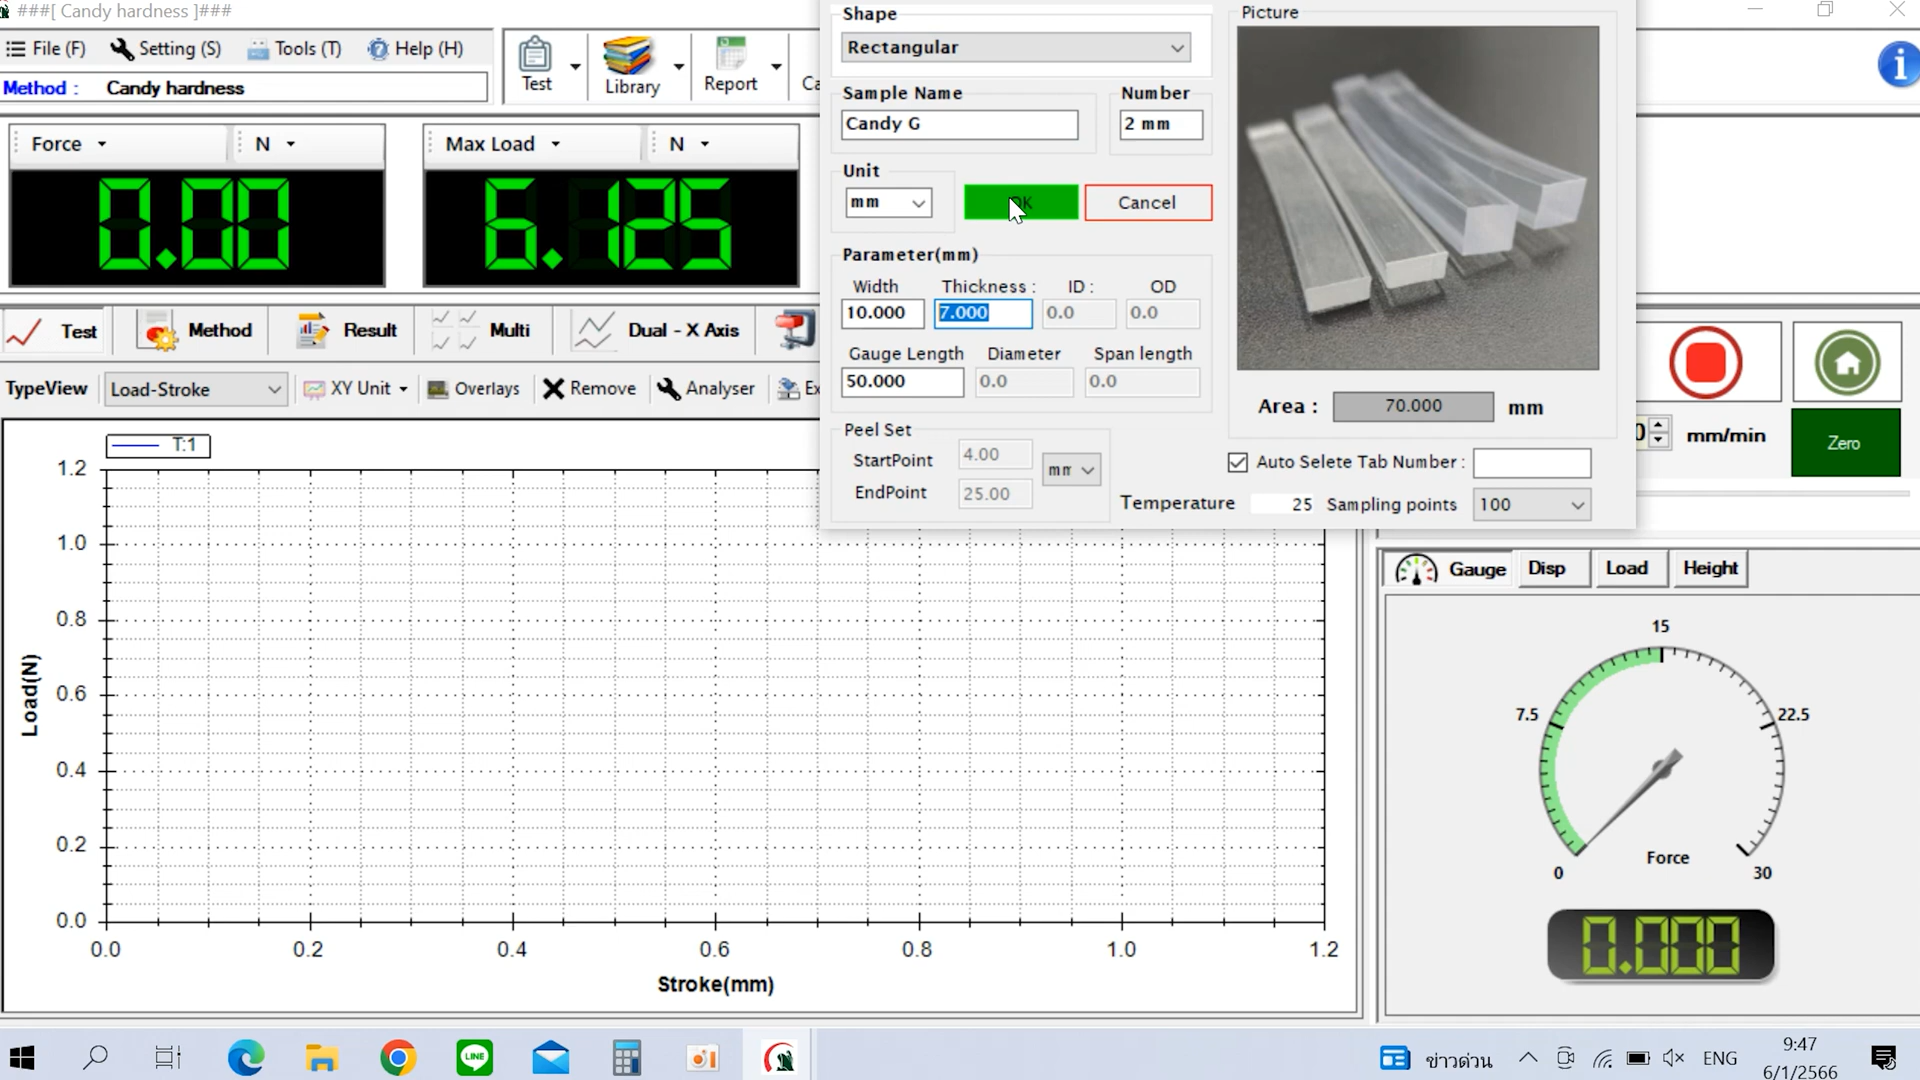 ###[ Candy hardness ]###
File (F) Setting (S) Tools (T) Help (H)
Method : Candy hardness
Test Library Report
Force N
0.00
Max Load N
6.125
Test Method Result Multi Dual - X Axis
TypeView Load-Stroke XY Unit Overlays Remove Analyser
Shape
Rectangular
Sample Name
Candy G
Number
2 mm
Unit
mm
OK
Cancel
Parameter(mm)
Width Thickness : ID : OD
10.000 7.000 0.0 0.0
Gauge Length Diameter Span length
50.000 0.0 0.0
Peel Set
StartPoint 4.00
EndPoint 25.00
Picture
Area : 70.000 mm
Auto Selete Tab Number :
Temperature 25 Sampling points 100
mm/min
Zero
T:1
1.2
1.0
0.8
0.6
0.4
0.2
0.0
Load(N)
0.0 0.2 0.4 0.6 0.8 1.0 1.2
Stroke(mm)
Gauge Disp Load Height
15
7.5 22.5
Force
0 30
0.000
LINE
ข่าวด่วน
ENG
9:47
6/1/2566